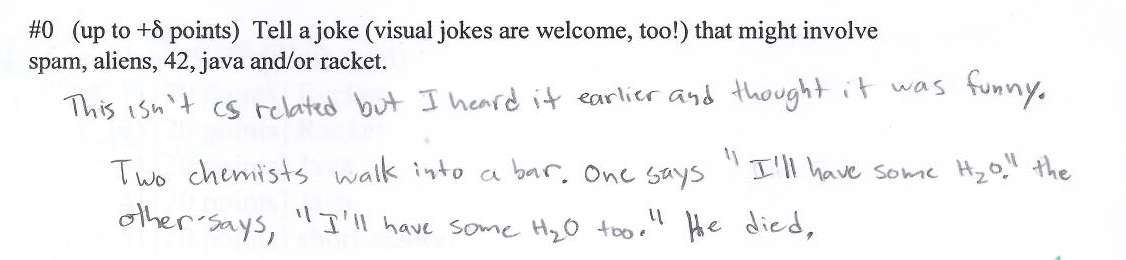 #0 (up to +δ points) Tell a joke (visual jokes are welcome, too!) that might involve
spam, aliens, 42, java and/or racket.
This isn't cs related but I heard it earlier and thought it was funny.
Two chemists walk into a bar. One says "I'll have some H₂O." the
other says, "I'll have some H₂O too." He died.